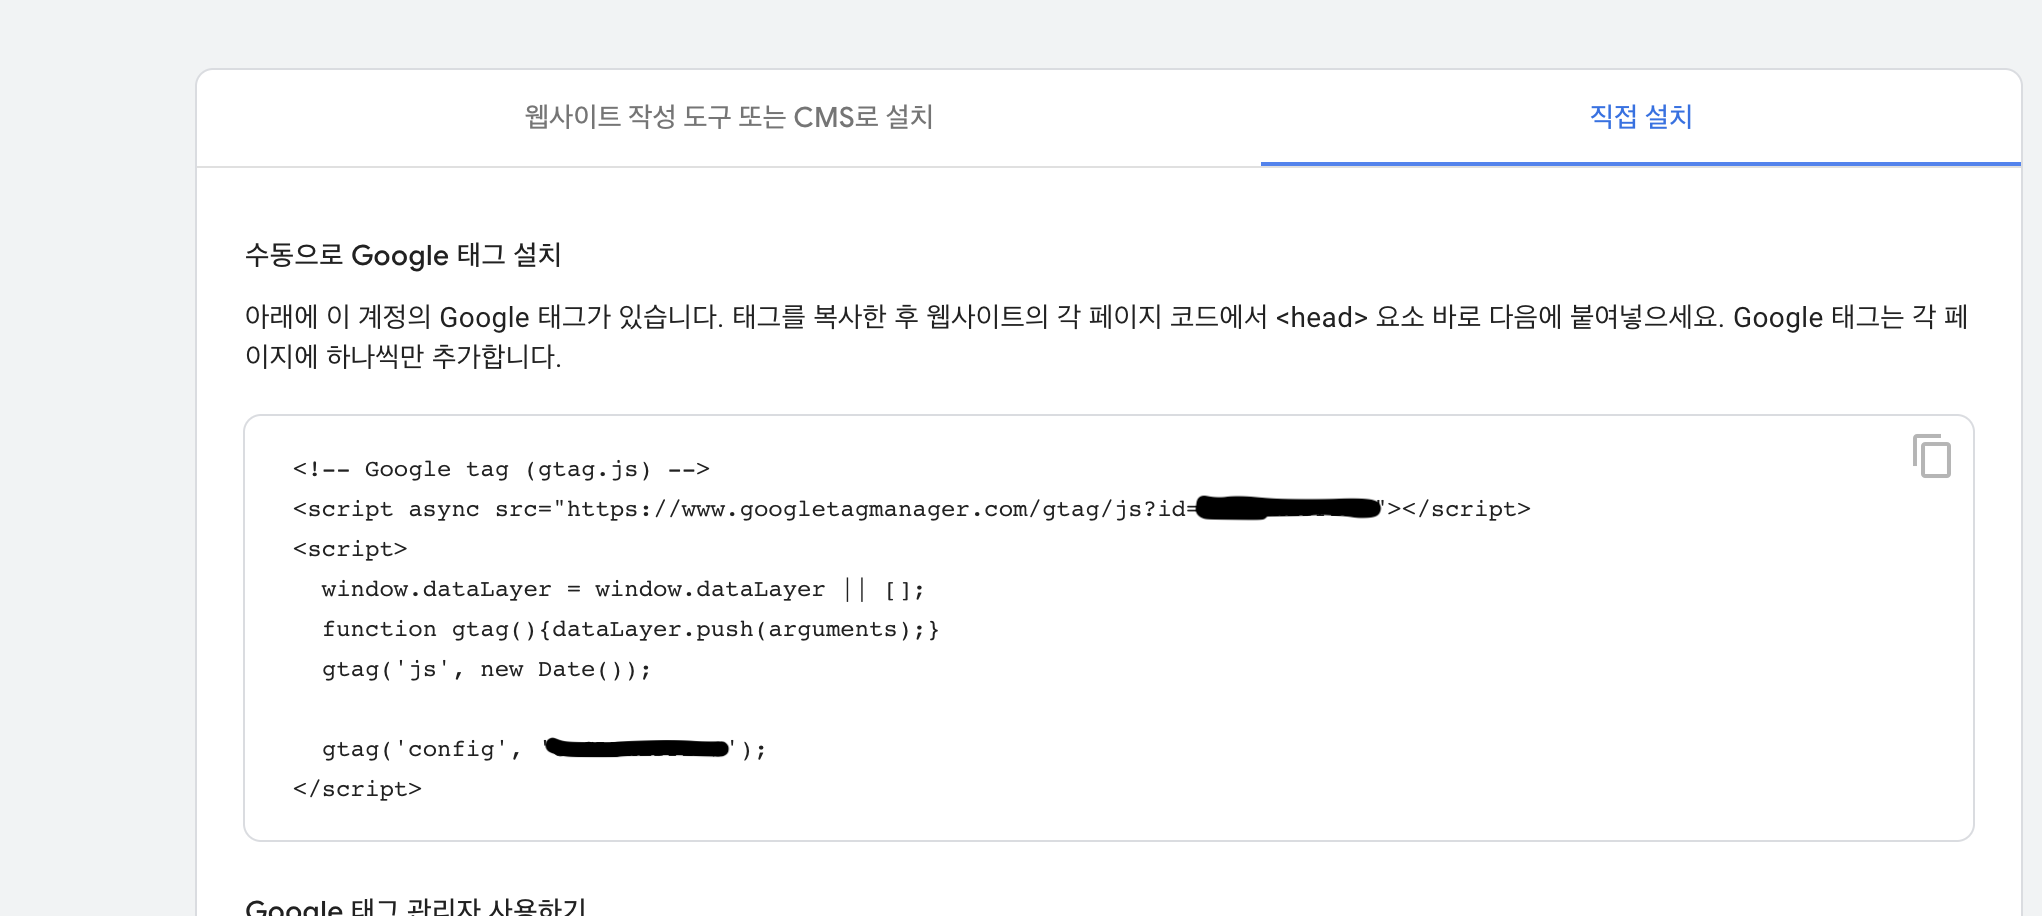 웹사이트 작성 도구 또는 CMS로 설치
직접 설치
수동으로 Google 태그 설치
아래에 이 계정의 Google 태그가 있습니다. 태그를 복사한 후 웹사이트의 각 페이지 코드에서 <head> 요소 바로 다음에 붙여넣으세요. Google 태그는 각 페
이지에 하나씩만 추가합니다.
<!-- Google tag (gtag.js) -->
<script async src="https://www.googletagmanager.com/gtag/js?id="></script>
<script>
window.dataLayer = window.dataLayer || [];
function gtag(){dataLayer.push(arguments);}
gtag('js', new Date());
gtag('config', '');
</script>
Google 태그 관리자 사용하기